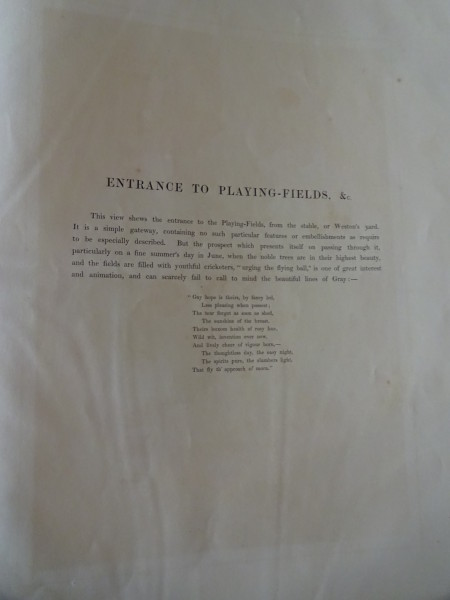 ENTRANCE TO PLAYING-FIELDS, &c.
This view shows the entrance to the Playing-Fields, from the stable, or Weston's yard.
It is a simple gateway, containing no such particular features or embellishments as require
to be especially described. But the prospect which presents itself on passing through it,
particularly on a fine summer's day in June, when the noble trees are in their highest beauty,
and the fields are filled with youthful cricketers, "urging the flying ball," is one of great interest
and animation, and can scarcely fail to call to mind the beautiful lines of Gray:—
"Gay hope is theirs, by fancy led,
Less pleasing when possest;
The tear forgot as soon as shed,
The sunshine of the breast.
Theirs buxom health of rosy hue,
Wild wit, invention ever new,
And lively cheer of vigour born,—
The thoughtless day, the easy night,
The spirits pure, the slumbers light,
That fly th' approach of morn."